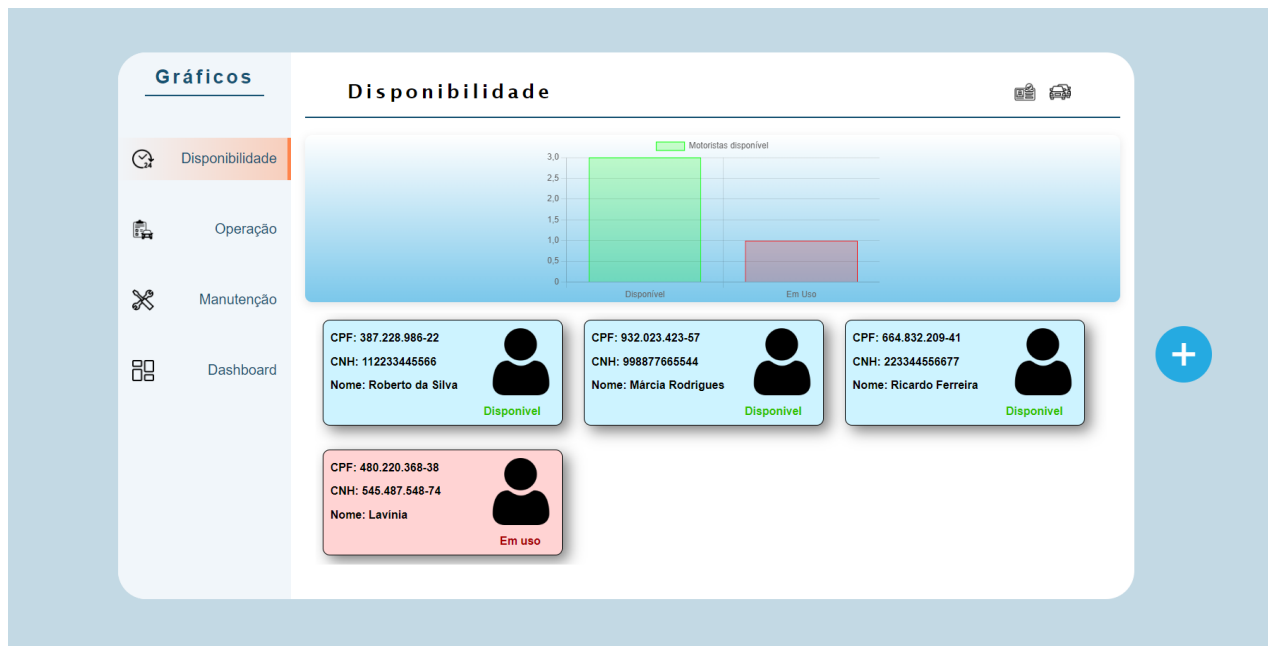 Gráficos
Disponibilidade
Operação
Manutenção
Dashboard
Disponibilidade
Motoristas disponível
3,0
2,5
2,0
1,5
1,0
0,5
0
Disponível
Em Uso
CPF: 387.228.986-22
CNH: 112233445566
Nome: Roberto da Silva
Disponivel
CPF: 932.023.423-57
CNH: 998877665544
Nome: Márcia Rodrigues
Disponivel
CPF: 664.832.209-41
CNH: 223344556677
Nome: Ricardo Ferreira
Disponivel
CPF: 480.220.368-38
CNH: 545.487.548-74
Nome: Lavinia
Em uso
24
+